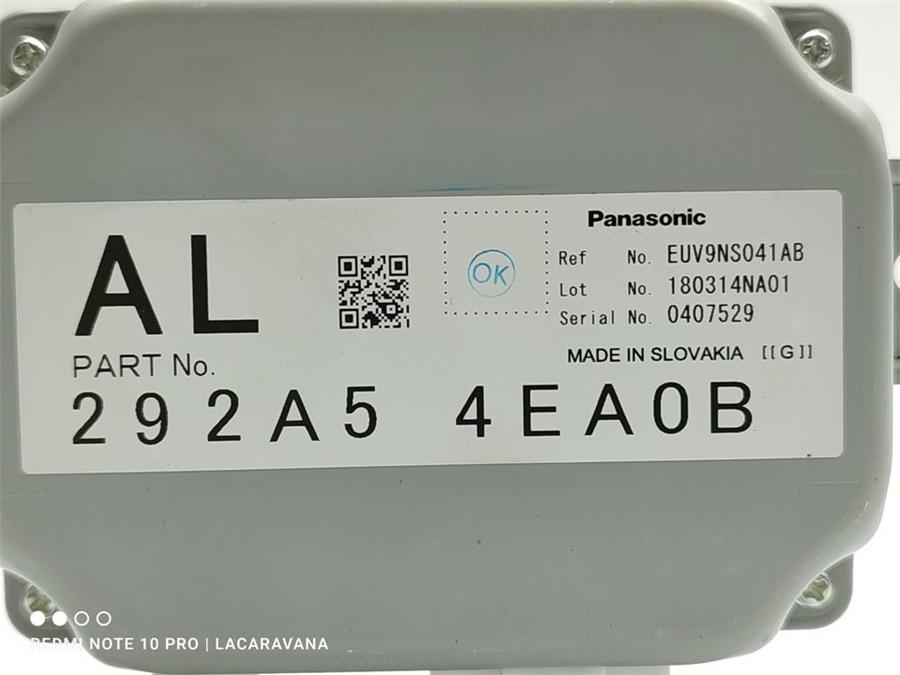 AL
OK
Panasonic
Ref No. EUV9NS041AB
Lot No. 180314NA01
Serial No. 0407529
MADE IN SLOVAKIA [[G]]
PART No.
292A5 4EA0B
REDMI NOTE 10 PRO | LACARAVANA